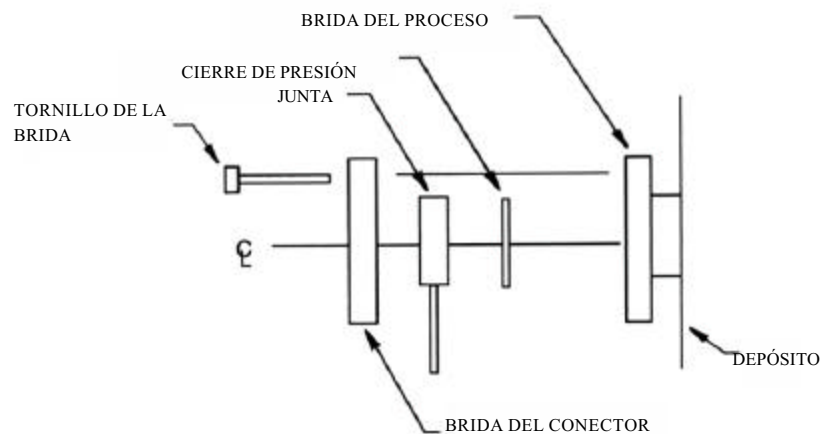 BRIDA DEL PROCESO
CIERRE DE PRESIÓN
JUNTA
TORNILLO DE LA
BRIDA
℄
DEPÓSITO
BRIDA DEL CONECTOR